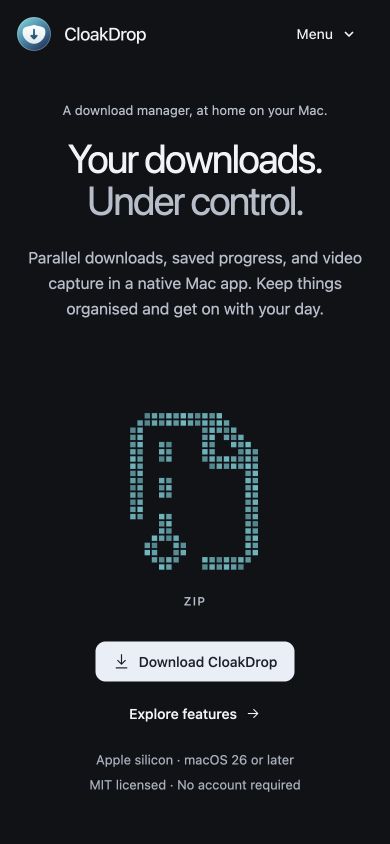 CloakDrop
Menu
A download manager, at home on your Mac.
Your downloads.
Under control.
Parallel downloads, saved progress, and video
capture in a native Mac app. Keep things
organised and get on with your day.
ZIP
Download CloakDrop
Explore features
Apple silicon · macOS 26 or later
MIT licensed · No account required